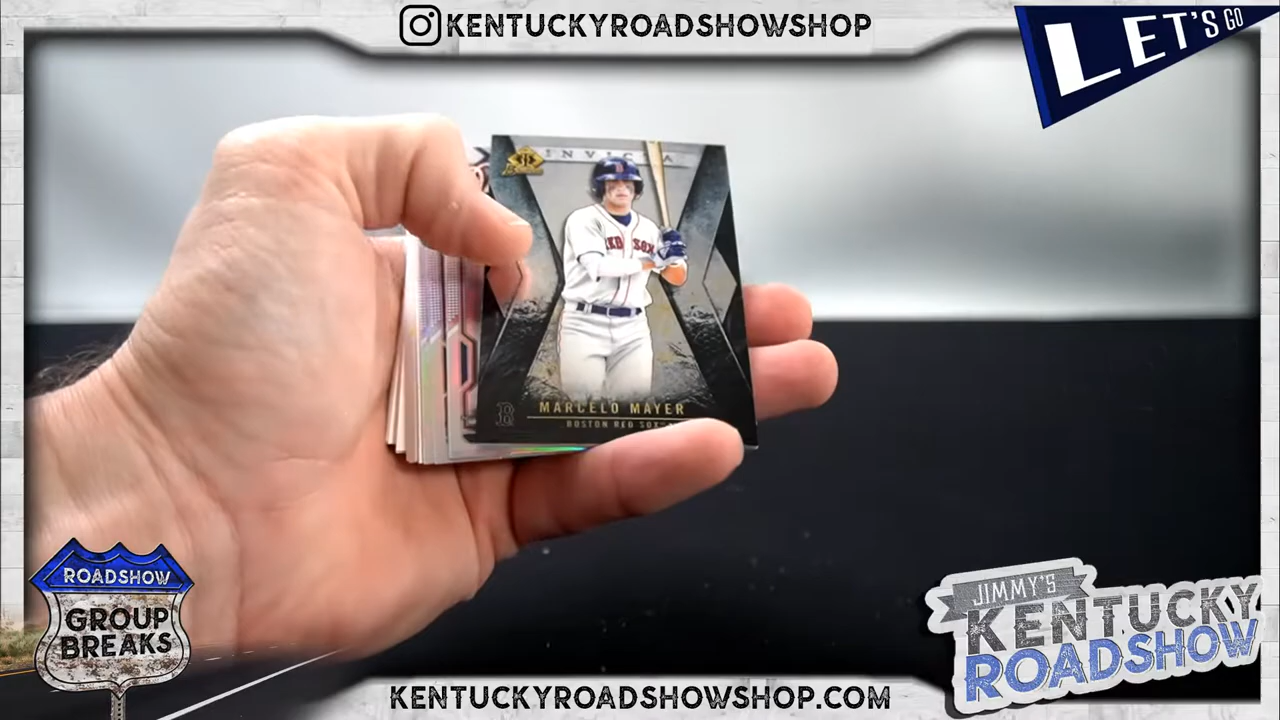 KENTUCKYROADSHOWSHOP
LET'S GO
INVICTA
RED SOX
MARCELO MAYER
BOSTON RED SOX
ROADSHOW
GROUP
BREAKS
JIMMY'S
KENTUCKY
ROADSHOW
KENTUCKYROADSHOWSHOP.COM